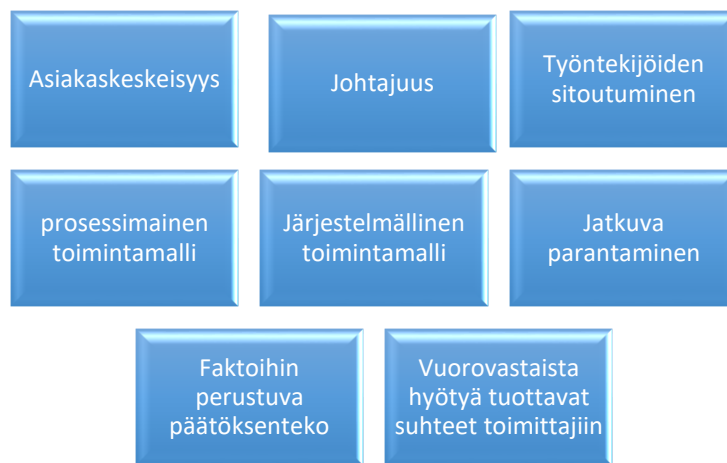 Asiakaskeskeisyys
Johtajuus
Työntekijöiden
sitoutuminen
prosessimainen
toimintamalli
Järjestelmällinen
toimintamalli
Jatkuva
parantaminen
Faktoihin
perustuva
päätöksenteko
Vuorovastaista
hyötyä tuottavat
suhteet toimittajiin